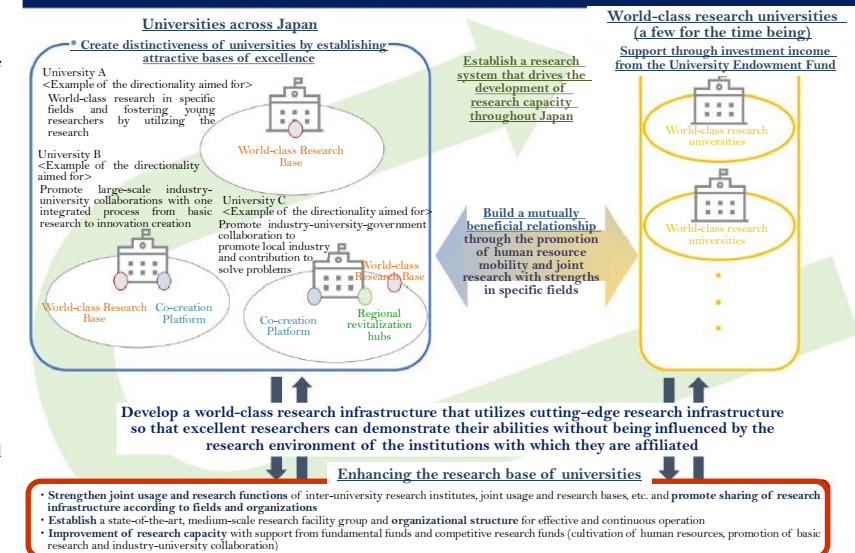 Universities across Japan
* Create distinctiveness of universities by establishing
attractive bases of excellence
University A
<Example of the directionality aimed for>
World-class research in specific
fields and fostering young
researchers by utilizing the
research
World-class Research
Base
University B
<Example of the directionality
aimed for>
Promote large-scale industry-
university collaborations with one
integrated process from basic
research to innovation creation
World-class Research
Base
Co-creation
Platform
University C
<Example of the directionality aimed for>
Promote industry-university-government
collaboration to
promote local industry
and contribution to
solve problems
World-class
Research Base
Co-creation
Platform
Regional
revitalization
hubs
Establish a research
system that drives the
development of
research capacity
throughout Japan
Build a mutually
beneficial relationship
through the promotion
of human resource
mobility and joint
research with strengths
in specific fields
World-class research universities
(a few for the time being)
Support through investment income
from the University Endowment Fund
World-class research
universities
World-class research
universities
Develop a world-class research infrastructure that utilizes cutting-edge research infrastructure
so that excellent researchers can demonstrate their abilities without being influenced by the
research environment of the institutions with which they are affiliated
Enhancing the research base of universities
• Strengthen joint usage and research functions of inter-university research institutes, joint usage and research bases, etc. and promote sharing of research
infrastructure according to fields and organizations
• Establish a state-of-the-art, medium-scale research facility group and organizational structure for effective and continuous operation
• Improvement of research capacity with support from fundamental funds and competitive research funds (cultivation of human resources, promotion of basic
research and industry-university collaboration)